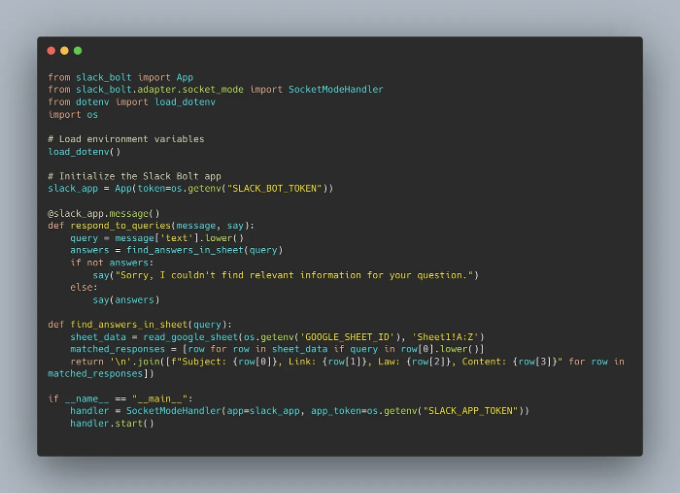 from slack_bolt import App
from slack_bolt.adapter.socket_mode import SocketModeHandler
from dotenv import load_dotenv
import os

# Load environment variables
load_dotenv()

# Initialize the Slack Bolt app
slack_app = App(token=os.getenv("SLACK_BOT_TOKEN"))

@slack_app.message()
def respond_to_queries(message, say):
    query = message['text'].lower()
    answers = find_answers_in_sheet(query)
    if not answers:
        say("Sorry, I couldn't find relevant information for your question.")
    else:
        say(answers)

def find_answers_in_sheet(query):
    sheet_data = read_google_sheet(os.getenv('GOOGLE_SHEET_ID'), 'Sheet1!A:Z')
    matched_responses = [row for row in sheet_data if query in row[0].lower()]
    return '\n'.join([f"Subject: {row[0]}, Link: {row[1]}, Law: {row[2]}, Content: {row[3]}" for row in
matched_responses])

if __name__ == "__main__":
    handler = SocketModeHandler(app=slack_app, app_token=os.getenv("SLACK_APP_TOKEN"))
    handler.start()